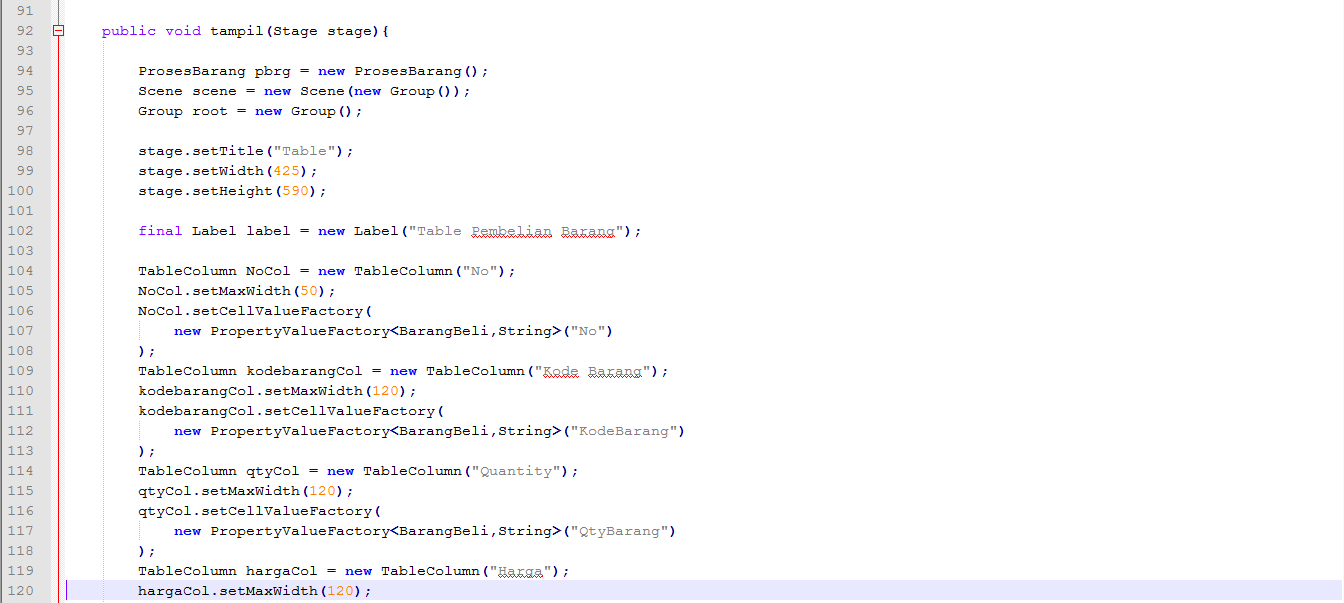 91
92 public void tampil(Stage stage){
93
94 ProsesBarang pbrg = new ProsesBarang();
95 Scene scene = new Scene(new Group());
96 Group root = new Group();
97
98 stage.setTitle("Table");
99 stage.setWidth(425);
100 stage.setHeight(590);
101
102 final Label label = new Label("Table Pembelian Barang");
103
104 TableColumn NoCol = new TableColumn("No");
105 NoCol.setMaxWidth(50);
106 NoCol.setCellValueFactory(
107 new PropertyValueFactory<BarangBeli,String>("No")
108 );
109 TableColumn kodebarangCol = new TableColumn("Kode Barang");
110 kodebarangCol.setMaxWidth(120);
111 kodebarangCol.setCellValueFactory(
112 new PropertyValueFactory<BarangBeli,String>("KodeBarang")
113 );
114 TableColumn qtyCol = new TableColumn("Quantity");
115 qtyCol.setMaxWidth(120);
116 qtyCol.setCellValueFactory(
117 new PropertyValueFactory<BarangBeli,String>("QtyBarang")
118 );
119 TableColumn hargaCol = new TableColumn("Harga");
120 hargaCol.setMaxWidth(120);